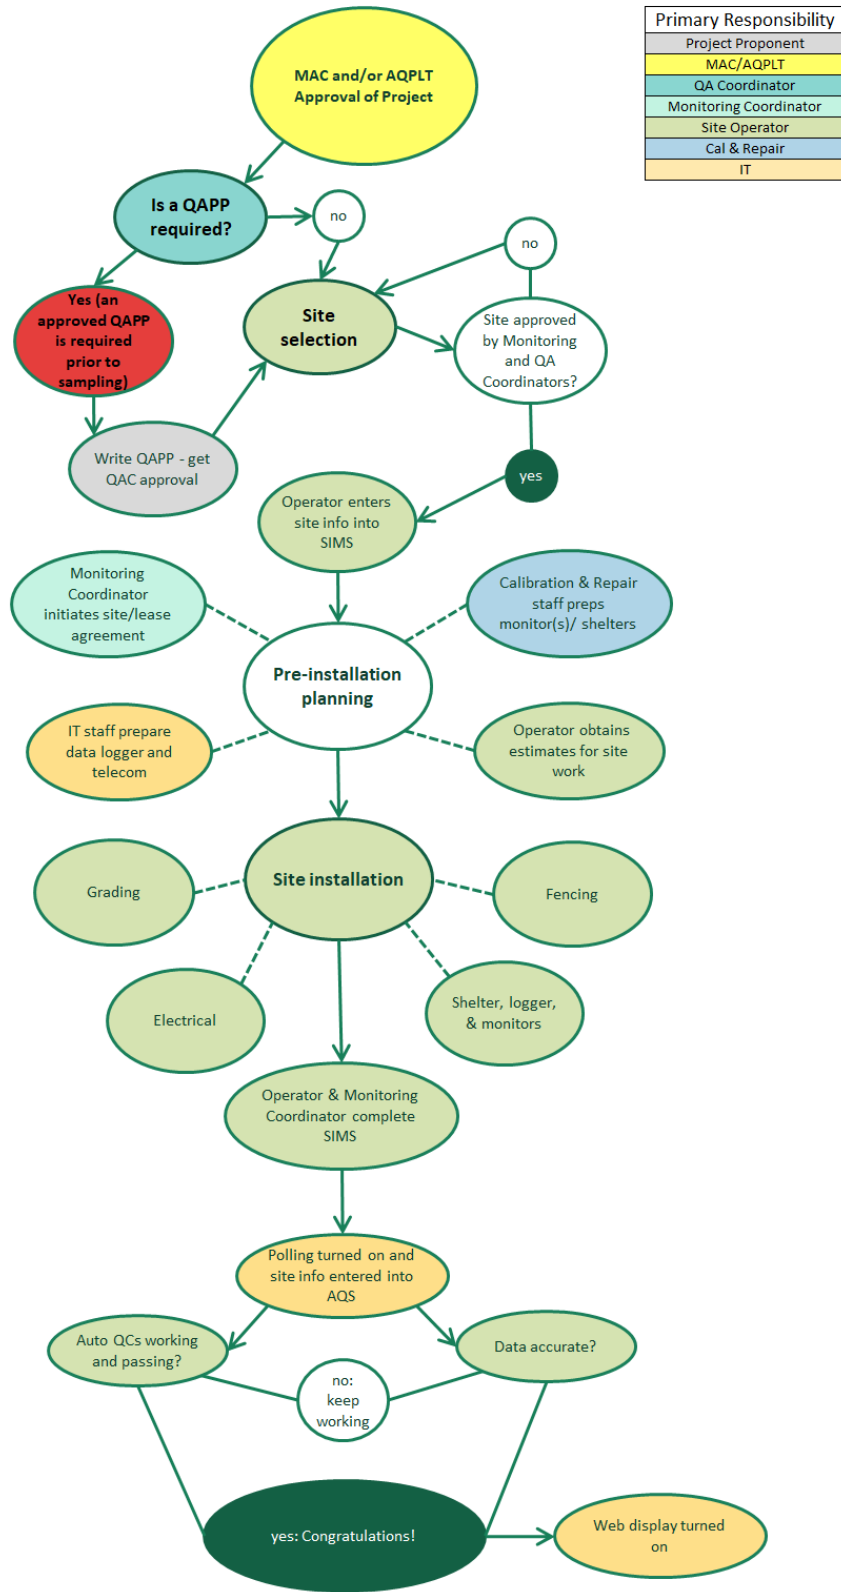 Primary Responsibility
Project Proponent
MAC/AQPLT
QA Coordinator
Monitoring Coordinator
Site Operator
Cal & Repair
IT
MAC and/or AQPLT
Approval of Project
Is a QAPP
required?
no
no
Yes (an
approved QAPP
is required
prior to
sampling)
Site
selection
Site approved
by Monitoring
and QA
Coordinators?
Write QAPP - get
QAC approval
yes
Operator enters
site info into
SIMS
Monitoring
Coordinator
initiates site/lease
agreement
Calibration & Repair
staff preps
monitor(s)/ shelters
Pre-installation
planning
IT staff prepare
data logger and
telecom
Operator obtains
estimates for site
work
Site installation
Grading
Fencing
Electrical
Shelter, logger,
& monitors
Operator & Monitoring
Coordinator complete
SIMS
Polling turned on and
site info entered into
AQS
Auto QCs working
and passing?
Data accurate?
no:
keep
working
yes: Congratulations!
Web display turned
on